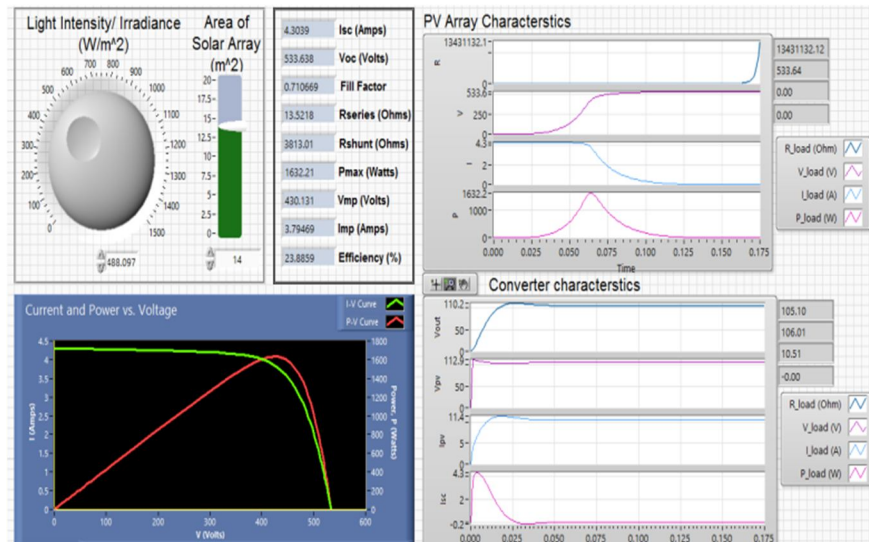 Light Intensity/ Irradiance
(W/m^2)
Area of
Solar Array
(m^2)
0
100
200
300
400
500
600
700
800
900
1000
1100
1200
1300
1400
1500
488.097
20
17.5
15
12.5
10
7.5
5
2.5
0
14
4.3039 Isc (Amps)
533.638 Voc (Volts)
0.710669 Fill Factor
13.5218 Rseries (Ohms)
3813.01 Rshunt (Ohms)
1632.21 Pmax (Watts)
430.131 Vmp (Volts)
3.79469 Imp (Amps)
23.8859 Efficiency (%)
PV Array Characterstics
13431132.1
R
0
533.6
V
250
0
4.3
I
0
1632.2
P
1000
0
0.000 0.025 0.050 0.075 0.100 0.125 0.150 0.175
Time
13431132.12
533.64
0.00
0.00
R_load (Ohm)
V_load (V)
I_load (A)
P_load (W)
Current and Power vs. Voltage
I-V Curve
P-V Curve
I (Amps)
4.5
4
3.5
3
2.5
2
1.5
1
0.5
0
0 100 200 300 400 500 600
V (Volts)
1800
1600
1400
1200
1000
800
600
400
200
0
Power, P (Watts)
Converter characterstics
110.2
Vout
50
0
112.9
Vpv
50
0
11.4
Ipv
5
0
4.3
Isc
2
-0.2
0.000 0.025 0.050 0.075 0.100 0.125 0.150 0.175
105.10
106.01
10.51
-0.00
R_load (Ohm)
V_load (V)
I_load (A)
P_load (W)